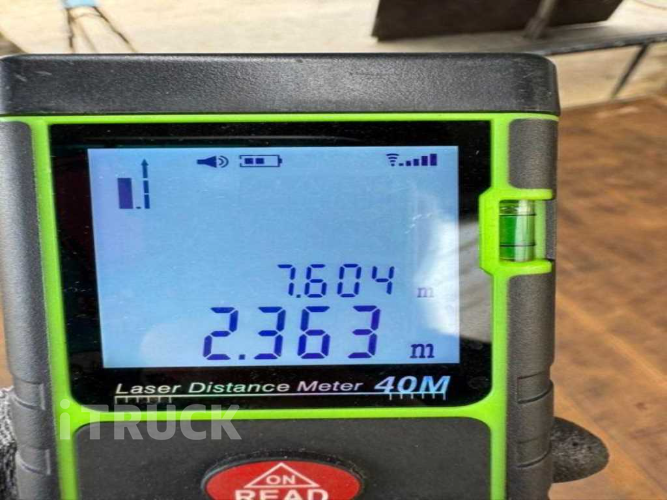 7.604 m
2.363 m
Laser Distance Meter 40M
iTRUCK
ON
READ